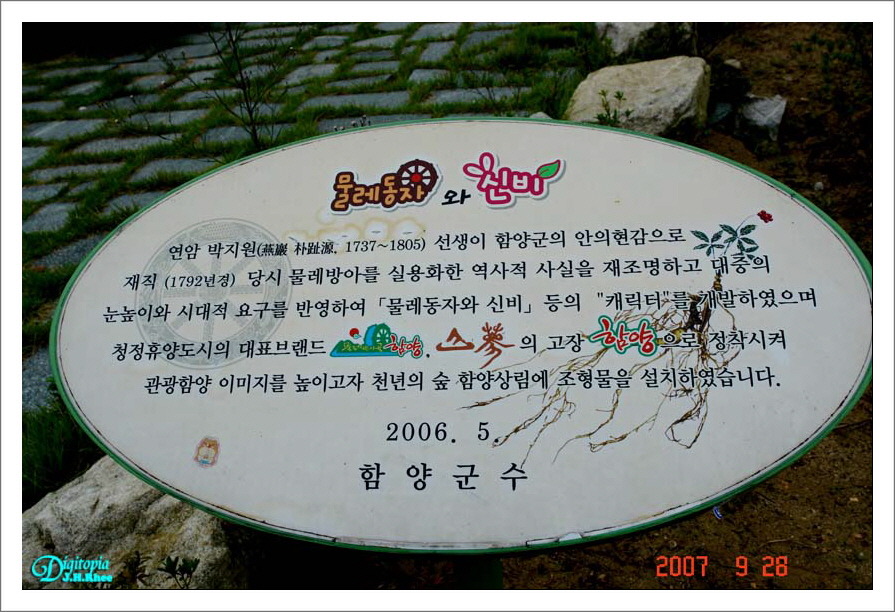 물레동자와 신비
연암 박지원(燕巖 朴趾源. 1737~1805) 선생이 함양군의 안의현감으로
재직 (1792년경) 당시 물레방아를 실용화한 역사적 사실을 재조명하고 대중의
눈높이와 시대적 요구를 반영하여 「물레동자와 신비」 등의 "캐릭터"를 개발하였으며
청정휴양도시의 대표브랜드 물레방아골함양. 山蔘의 고장 함양으로 정착시켜
관광함양 이미지를 높이고자 천년의 숲 함양상림에 조형물을 설치하였습니다.
2006. 5.
함 양 군 수
Digitopia
J.H.Rhee
2007 9 28